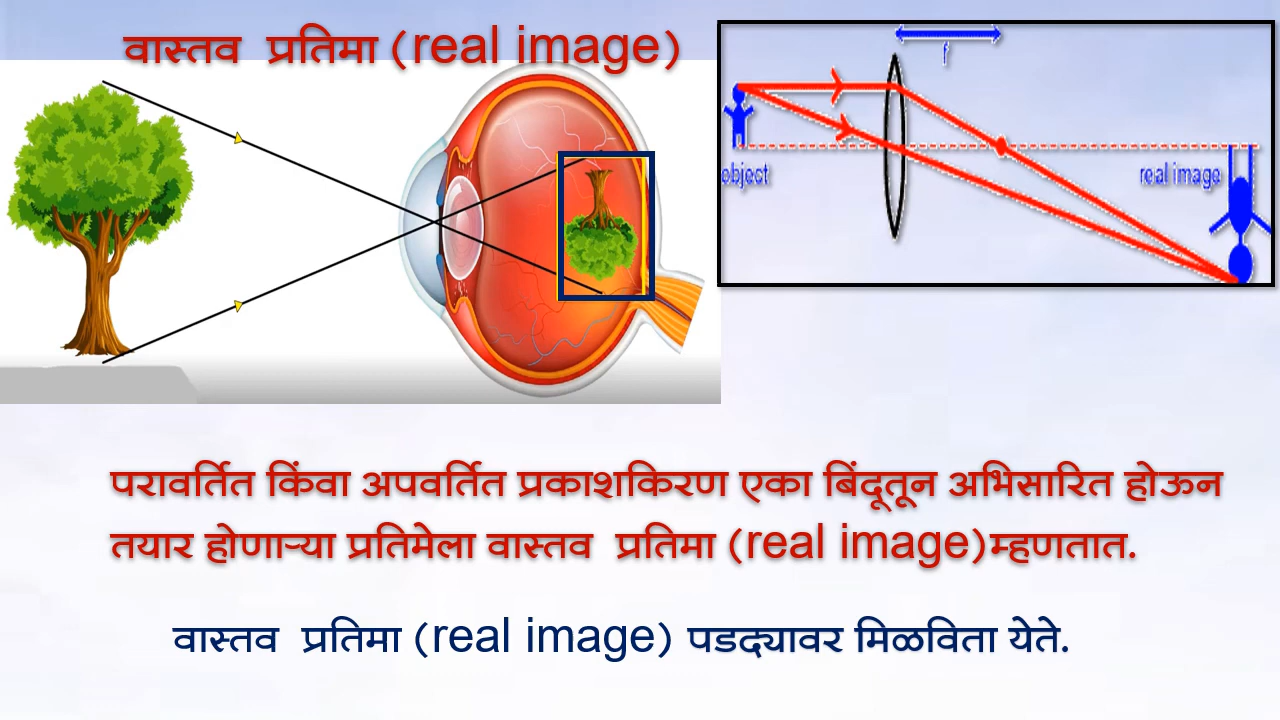 वास्तव प्रतिमा (real image)
f
object
real image
परावर्तित किंवा अपवर्तित प्रकाशकिरण एका बिंदूतून अभिसारित होऊन
तयार होणाऱ्या प्रतिमेला वास्तव प्रतिमा (real image)म्हणतात.
वास्तव प्रतिमा (real image) पडद्यावर मिळविता येते.